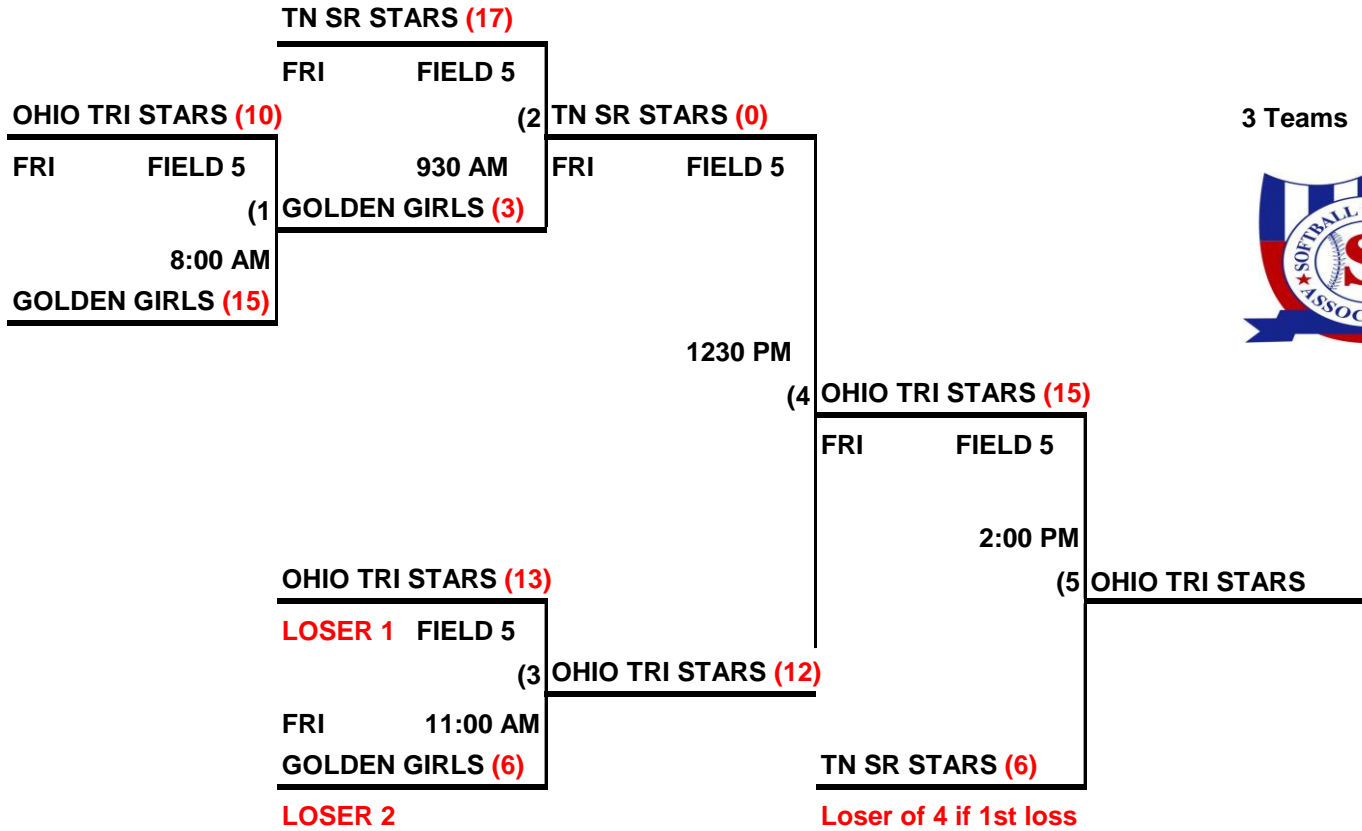 TN SR STARS (17)
FRI FIELD 5
OHIO TRI STARS (10)
(2 TN SR STARS (0)
3 Teams
FRI FIELD 5
930 AM
FRI FIELD 5
(1 GOLDEN GIRLS (3)
8:00 AM
GOLDEN GIRLS (15)
SOFTBALL
1230 PM
(4 OHIO TRI STARS (15)
FRI FIELD 5
2:00 PM
OHIO TRI STARS (13)
(5 OHIO TRI STARS
LOSER 1 FIELD 5
(3 OHIO TRI STARS (12)
FRI 11:00 AM
GOLDEN GIRLS (6)
TN SR STARS (6)
LOSER 2
Loser of 4 if 1st loss